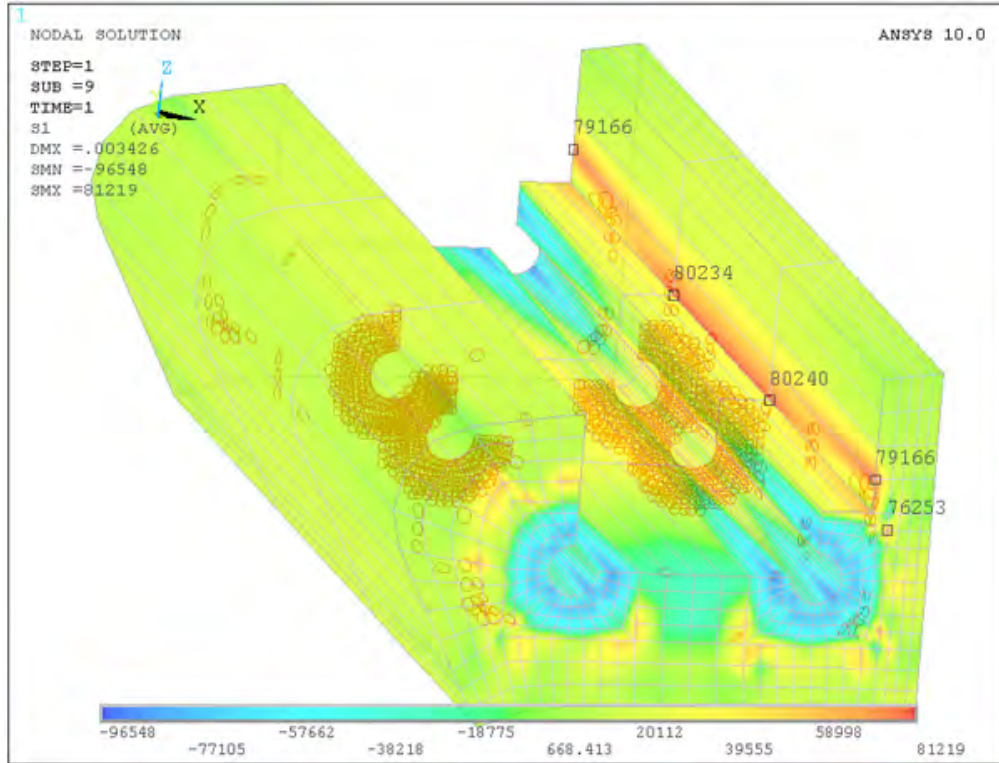 1
NODAL SOLUTION
ANSYS 10.0
STEP=1
SUB =9
TIME=1
S1 (AVG)
DMX =.003426
SMN =-96548
SMX =81219
Z
X
79166
80234
80240
79166
76253
-96548 -57662 -18775 20112 58998
-77105 -38218 668.413 39555 81219